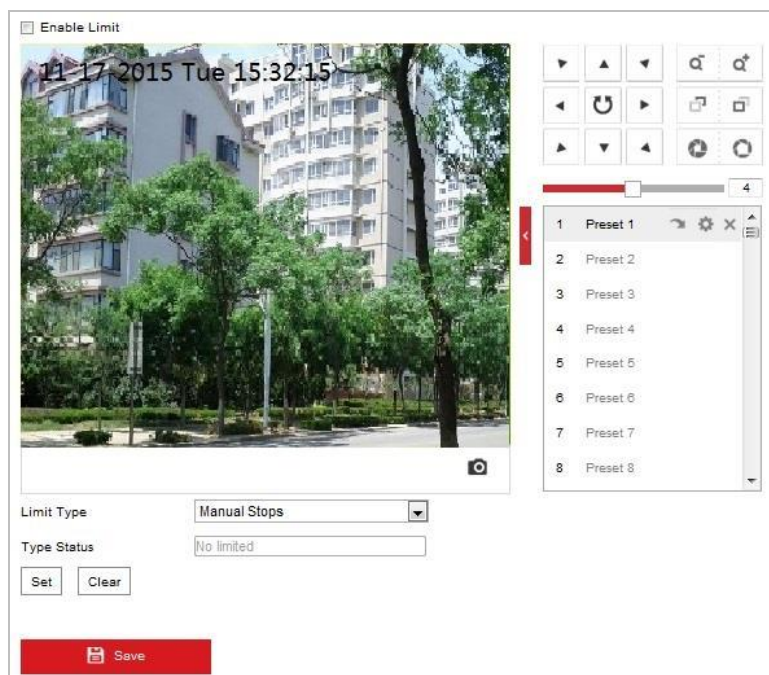 Enable Limit
11-17-2015 Tue 15:32:15
4
1 Preset 1
2 Preset 2
3 Preset 3
4 Preset 4
5 Preset 5
6 Preset 6
7 Preset 7
8 Preset 8
Limit Type Manual Stops
Type Status No limited
Set Clear
Save